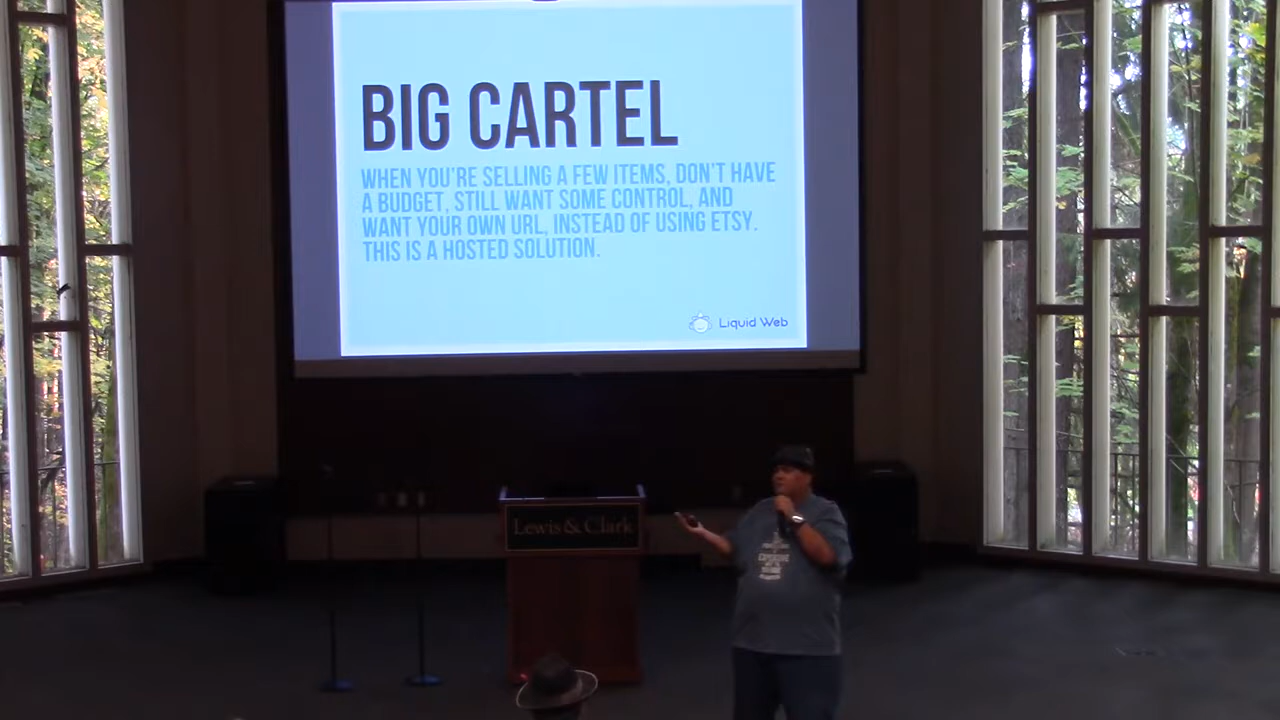 BIG CARTEL
WHEN YOU'RE SELLING A FEW ITEMS, DON'T HAVE
A BUDGET, STILL WANT SOME CONTROL, AND
WANT YOUR OWN URL, INSTEAD OF USING ETSY.
THIS IS A HOSTED SOLUTION.
Liquid Web
Lewis & Clark